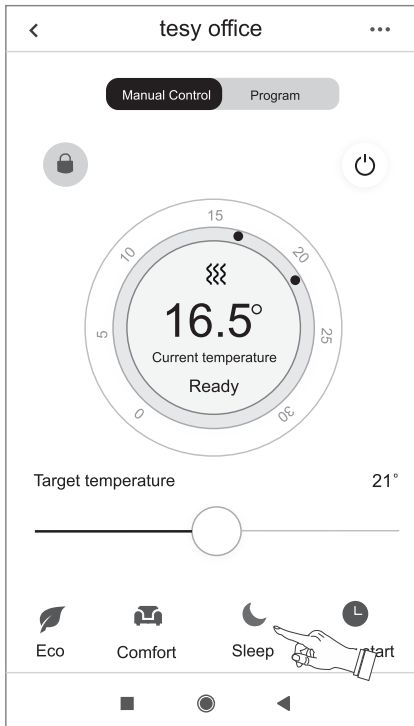 tesy office
Manual Control Program
15
10 20
5 25
0 30
16.5°
Current temperature
Ready
Target temperature 21°
Eco Comfort Sleep